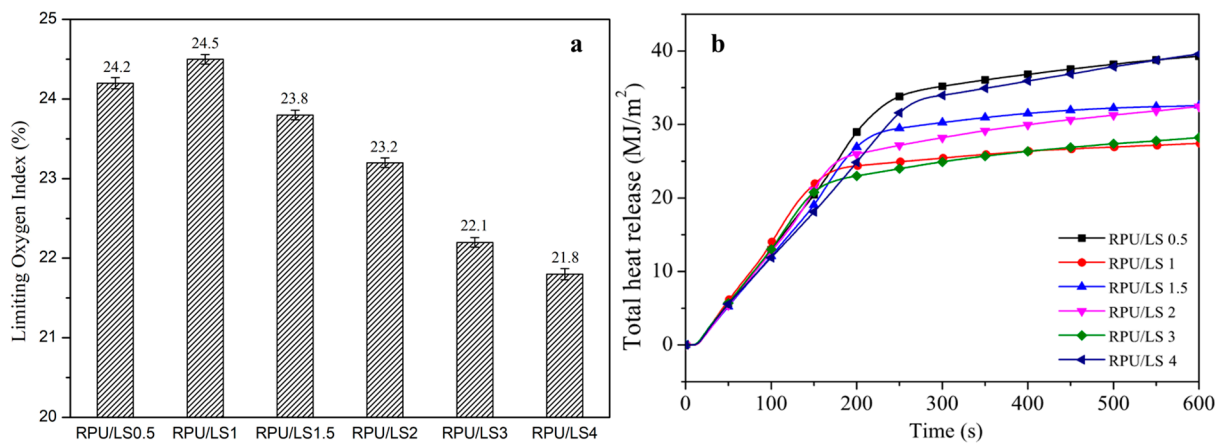 a
Limiting Oxygen Index (%)
25
24
23
22
21
20
24.2
24.5
23.8
23.2
22.1
21.8
RPU/LS0.5 RPU/LS1 RPU/LS1.5 RPU/LS2 RPU/LS3 RPU/LS4
b
Total heat release (MJ/m²)
40
30
20
10
0
RPU/LS 0.5
RPU/LS 1
RPU/LS 1.5
RPU/LS 2
RPU/LS 3
RPU/LS 4
0 100 200 300 400 500 600
Time (s)